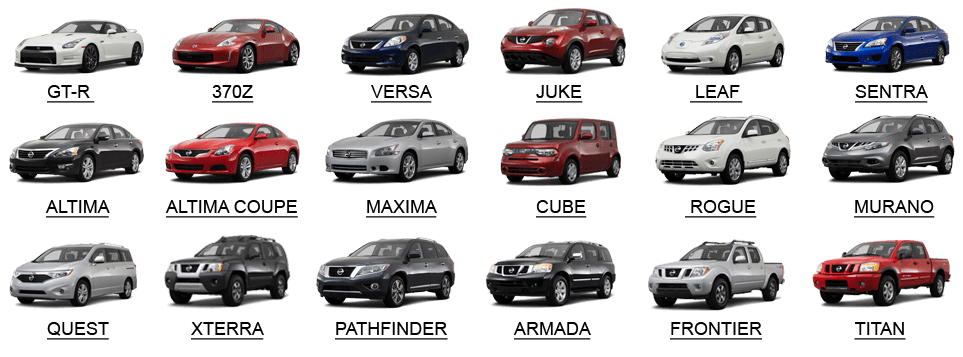 GT-R 370Z VERSA JUKE LEAF SENTRA
ALTIMA ALTIMA COUPE MAXIMA CUBE ROGUE MURANO
QUEST XTERRA PATHFINDER ARMADA FRONTIER TITAN